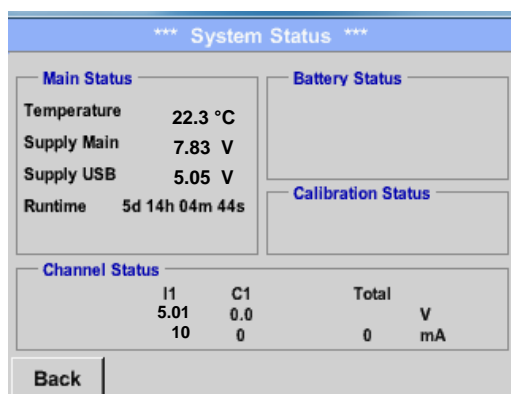 *** System Status ***
Main Status
Temperature 22.3 °C
Supply Main 7.83 V
Supply USB 5.05 V
Runtime 5d 14h 04m 44s
Battery Status
Calibration Status
Channel Status
I1 C1 Total
5.01 0.0 V
10 0 0 mA
Back